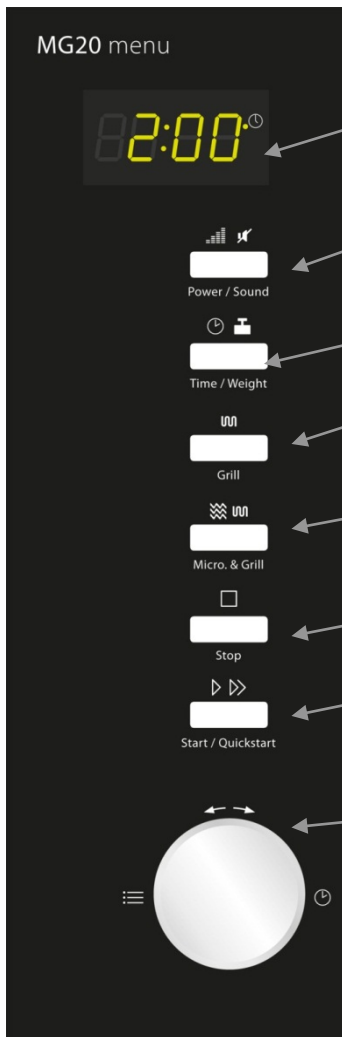 MG20 menu
2:00
Power / Sound
Time / Weight
Grill
Micro. & Grill
Stop
Start / Quickstart